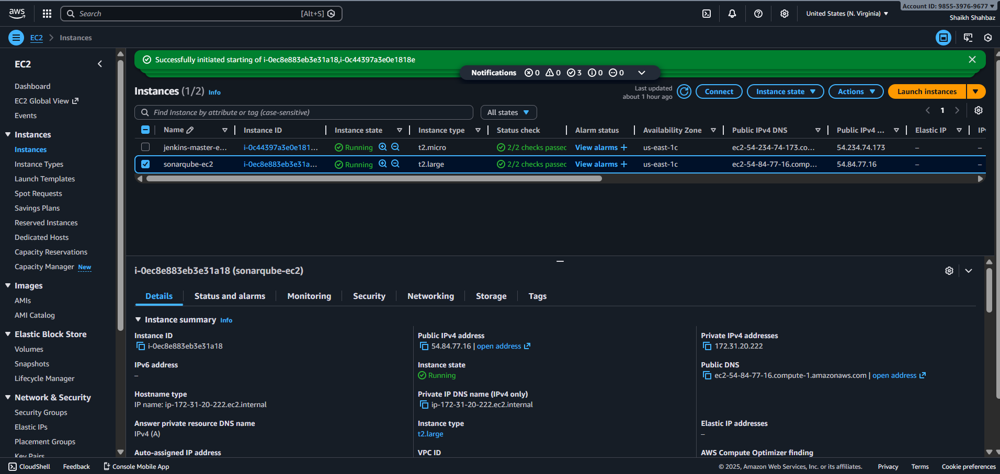 aws
Search [Alt+S]
United States (N. Virginia)
Account ID: 9855-3976-9677
Shaikh Shahbaz
EC2 Instances
EC2
Dashboard
EC2 Global View
Events
Instances
Instances
Instance Types
Launch Templates
Spot Requests
Savings Plans
Reserved Instances
Dedicated Hosts
Capacity Reservations
Capacity Manager New
Images
AMIs
AMI Catalog
Elastic Block Store
Volumes
Snapshots
Lifecycle Manager
Network & Security
Security Groups
Elastic IPs
Placement Groups
Key Pairs
Successfully initiated starting of i-0ec8e883eb3e31a18,i-0c44397a3e0e1818e
Notifications 0 0 3 0 0
Instances (1/2) Info
Last updated
about 1 hour ago
Connect Instance state Actions Launch instances
Find Instance by attribute or tag (case-sensitive) All states 1
Name Instance ID Instance state Instance type Status check Alarm status Availability Zone Public IPv4 DNS Public IPv4 ... Elastic IP IP
jenkins-master-e... i-0c44397a3e0e181... Running t2.micro 2/2 checks passed View alarms + us-east-1c ec2-54-234-74-173.co... 54.234.74.173 – –
sonarqube-ec2 i-0ec8e883eb3e31a... Running t2.large 2/2 checks passed View alarms + us-east-1c ec2-54-84-77-16.comp... 54.84.77.16 – –
i-0ec8e883eb3e31a18 (sonarqube-ec2)
Details Status and alarms Monitoring Security Networking Storage Tags
Instance summary Info
Instance ID
i-0ec8e883eb3e31a18
Public IPv4 address
54.84.77.16 | open address
Private IPv4 addresses
172.31.20.222
IPv6 address
–
Instance state
Running
Public DNS
ec2-54-84-77-16.compute-1.amazonaws.com | open address
Hostname type
IP name: ip-172-31-20-222.ec2.internal
Private IP DNS name (IPv4 only)
ip-172-31-20-222.ec2.internal
Answer private resource DNS name
IPv4 (A)
Instance type
t2.large
Elastic IP addresses
–
Auto-assigned IP address
VPC ID
AWS Compute Optimizer finding
CloudShell Feedback Console Mobile App
© 2025, Amazon Web Services, Inc. or its affiliates. Privacy Terms Cookie preferences